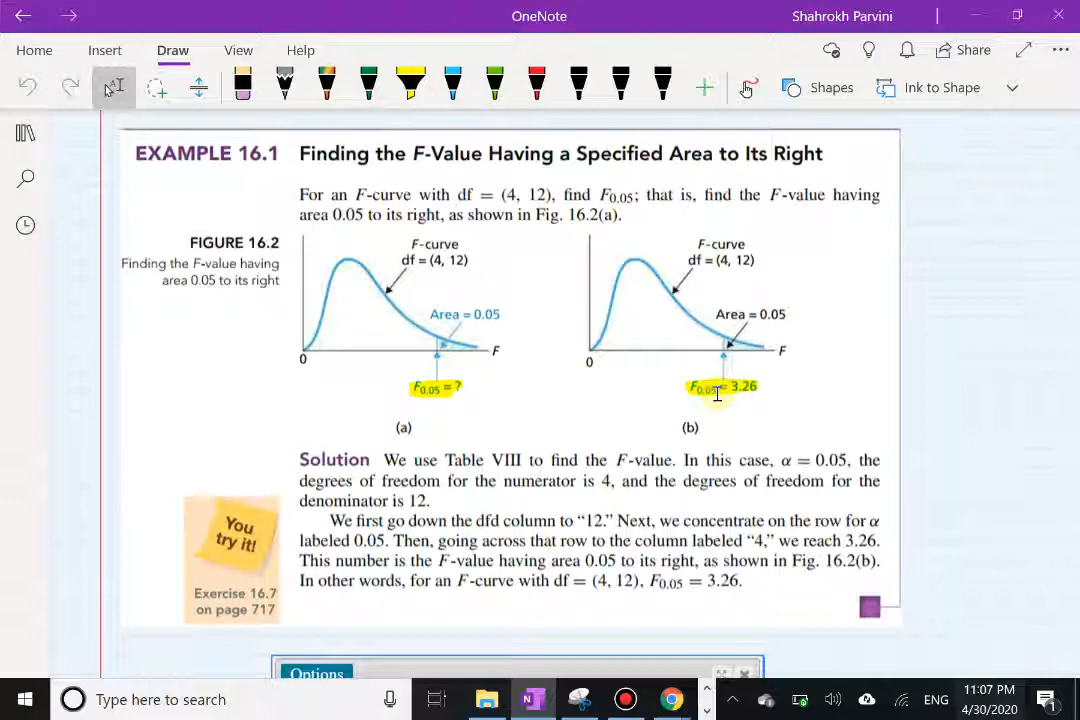 OneNote
Shahrokh Parvini
Home Insert Draw View Help
Share
Shapes
Ink to Shape
EXAMPLE 16.1 Finding the F-Value Having a Specified Area to Its Right
For an F-curve with df = (4, 12), find F0.05; that is, find the F-value having
area 0.05 to its right, as shown in Fig. 16.2(a).
FIGURE 16.2
Finding the F-value having
area 0.05 to its right
F-curve
df = (4, 12)
Area = 0.05
F
0
F0.05 = ?
(a)
F-curve
df = (4, 12)
Area = 0.05
F
0
F0.05 = 3.26
(b)
Solution We use Table VIII to find the F-value. In this case, α = 0.05, the
degrees of freedom for the numerator is 4, and the degrees of freedom for the
denominator is 12.
We first go down the dfd column to “12.” Next, we concentrate on the row for α
labeled 0.05. Then, going across that row to the column labeled “4,” we reach 3.26.
This number is the F-value having area 0.05 to its right, as shown in Fig. 16.2(b).
In other words, for an F-curve with df = (4, 12), F0.05 = 3.26.
You
try it!
Exercise 16.7
on page 717
Options
Type here to search
ENG
11:07 PM
4/30/2020
1